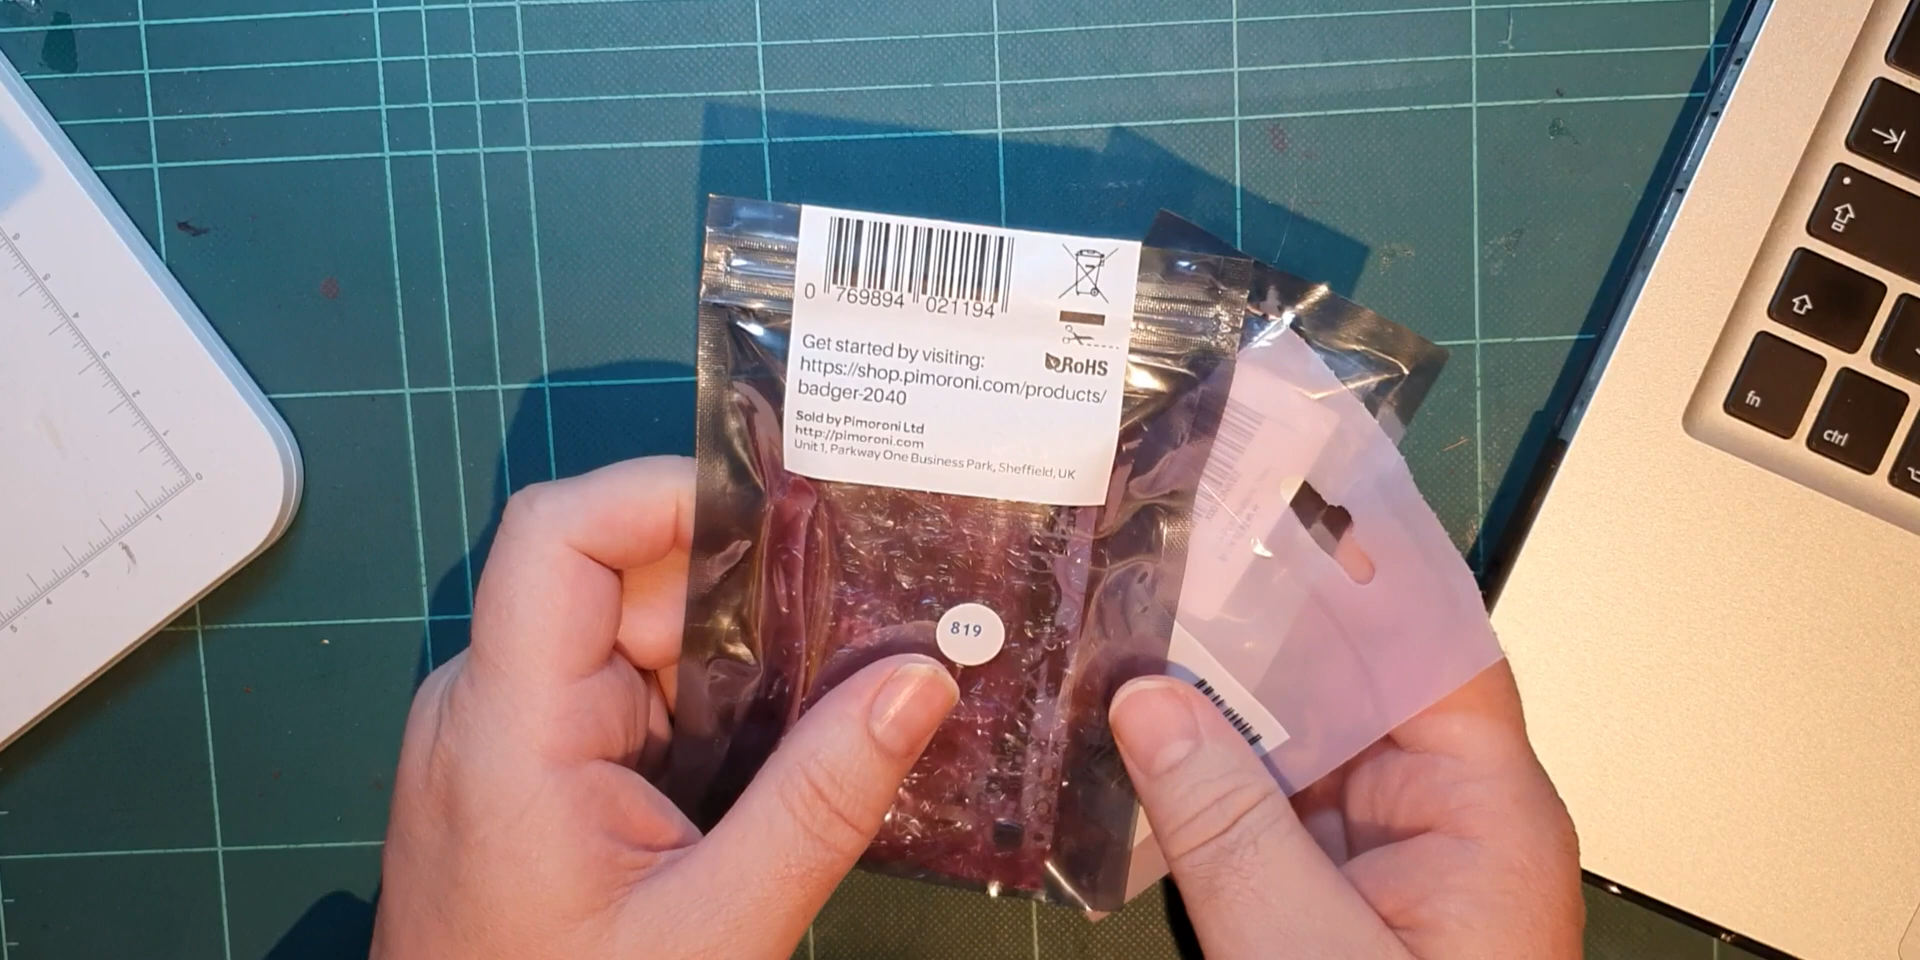 0 769894 021194
RoHS
Get started by visiting:
https://shop.pimoroni.com/products/
badger-2040
Sold by Pimoroni Ltd
http://pimoroni.com
Unit 1, Parkway One Business Park, Sheffield, UK
819
fn
ctrl